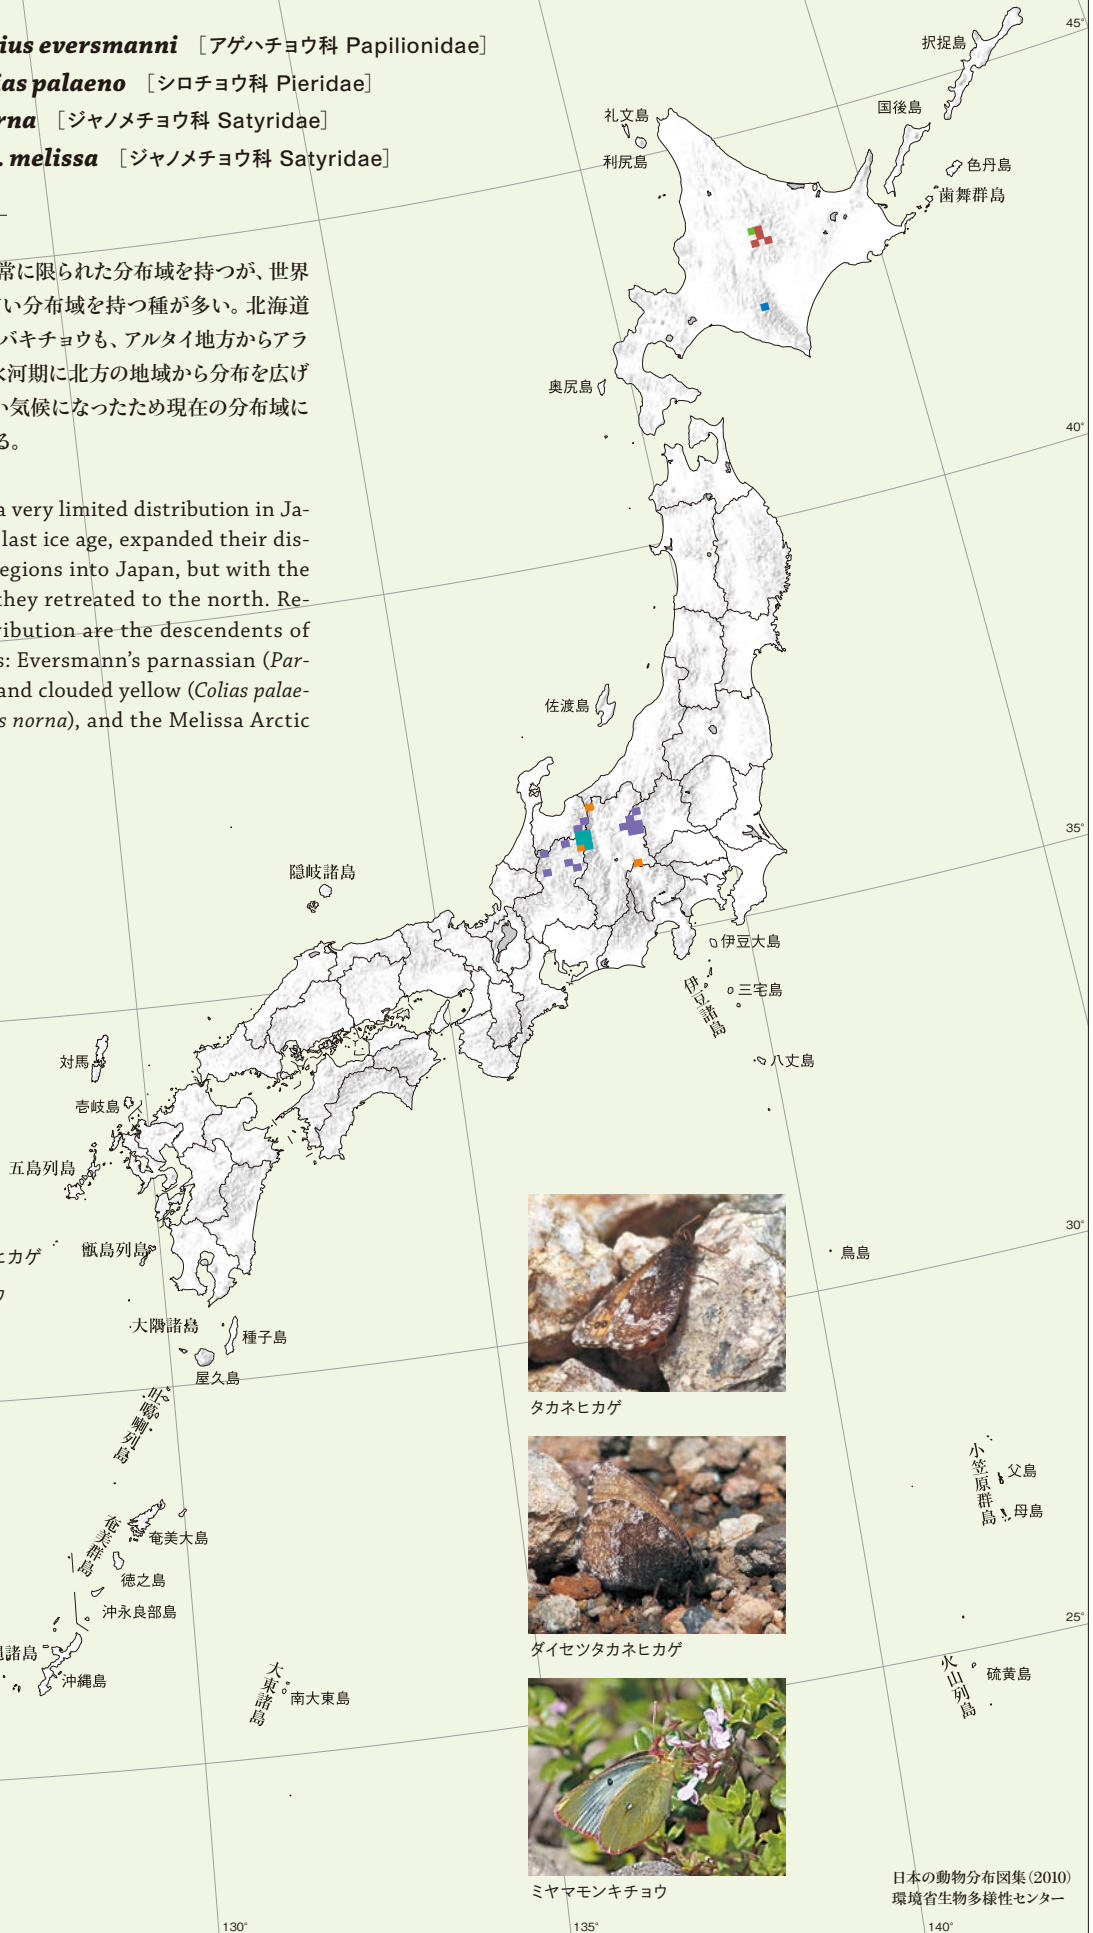 ius eversmanni ［アゲハチョウ科 Papilionidae］
ias palaeno ［シロチョウ科 Pieridae］
rna ［ジャノメチョウ科 Satyridae］
. melissa ［ジャノメチョウ科 Satyridae］
常に限られた分布域を持つが、世界
い分布域を持つ種が多い。北海道
バキチョウも、アルタイ地方からアラ
氷河期に北方の地域から分布を広げ
い気候になったため現在の分布域に
る。
a very limited distribution in Ja-
last ice age, expanded their dis-
egions into Japan, but with the
they retreated to the north. Re-
ribution are the descendents of
s: Eversmann's parnassian (Par-
and clouded yellow (Colias palae-
s norna), and the Melissa Arctic
45°
択捉島
国後島
礼文島
利尻島
色丹島
歯舞群島
奥尻島
40°
佐渡島
35°
隠岐諸島
伊豆大島
伊豆諸島
三宅島
八丈島
対馬
壱岐島
五島列島
ヒカゲ
甑島列島
ウ
鳥島
30°
大隅諸島
種子島
屋久島
吐噶喇列島
タカネヒカゲ
小笠原群島
父島
母島
奄美群島
奄美大島
徳之島
沖永良部島
25°
縄諸島
沖縄島
大東諸島
南大東島
ダイセツタカネヒカゲ
火山列島
硫黄島
ミヤマモンキチョウ
日本の動物分布図集（2010）
環境省生物多様性センター
130°
135°
140°